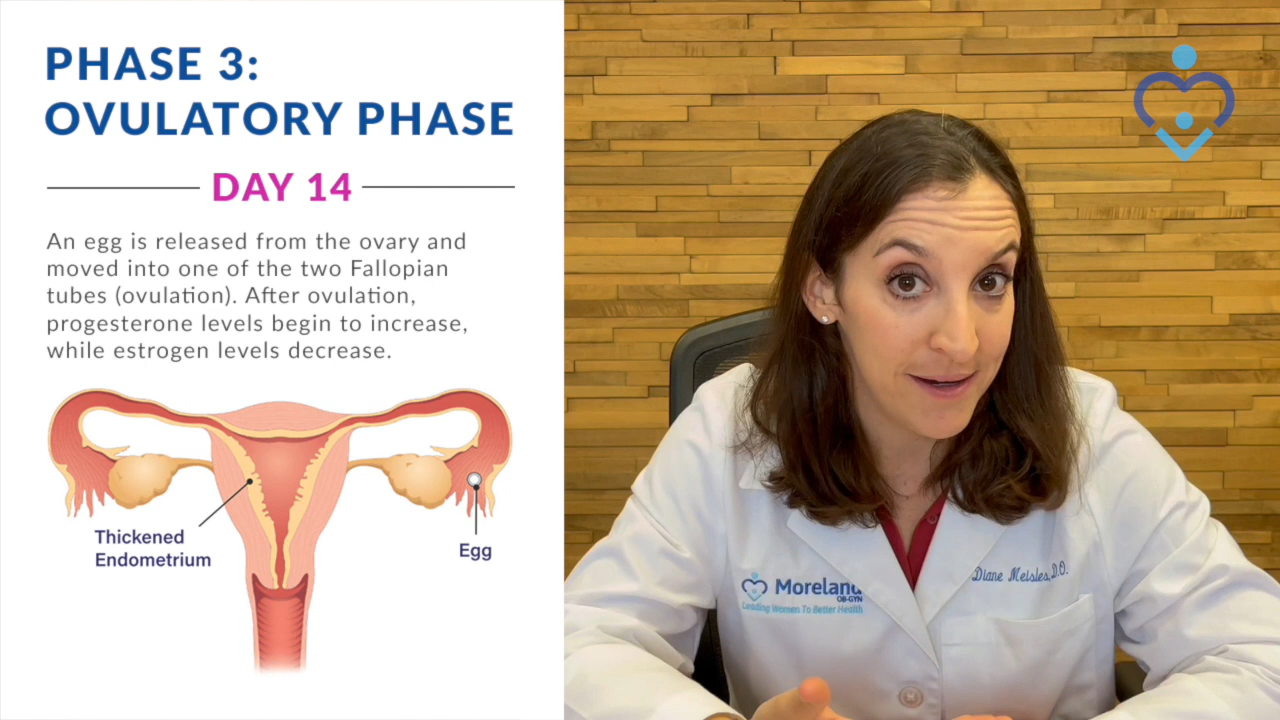 PHASE 3:
OVULATORY PHASE
DAY 14
An egg is released from the ovary and
moved into one of the two Fallopian
tubes (ovulation). After ovulation,
progesterone levels begin to increase,
while estrogen levels decrease.
Thickened
Endometrium
Egg
Moreland
OB-GYN
Leading Women To Better Health
Diane Meisles, D.O.